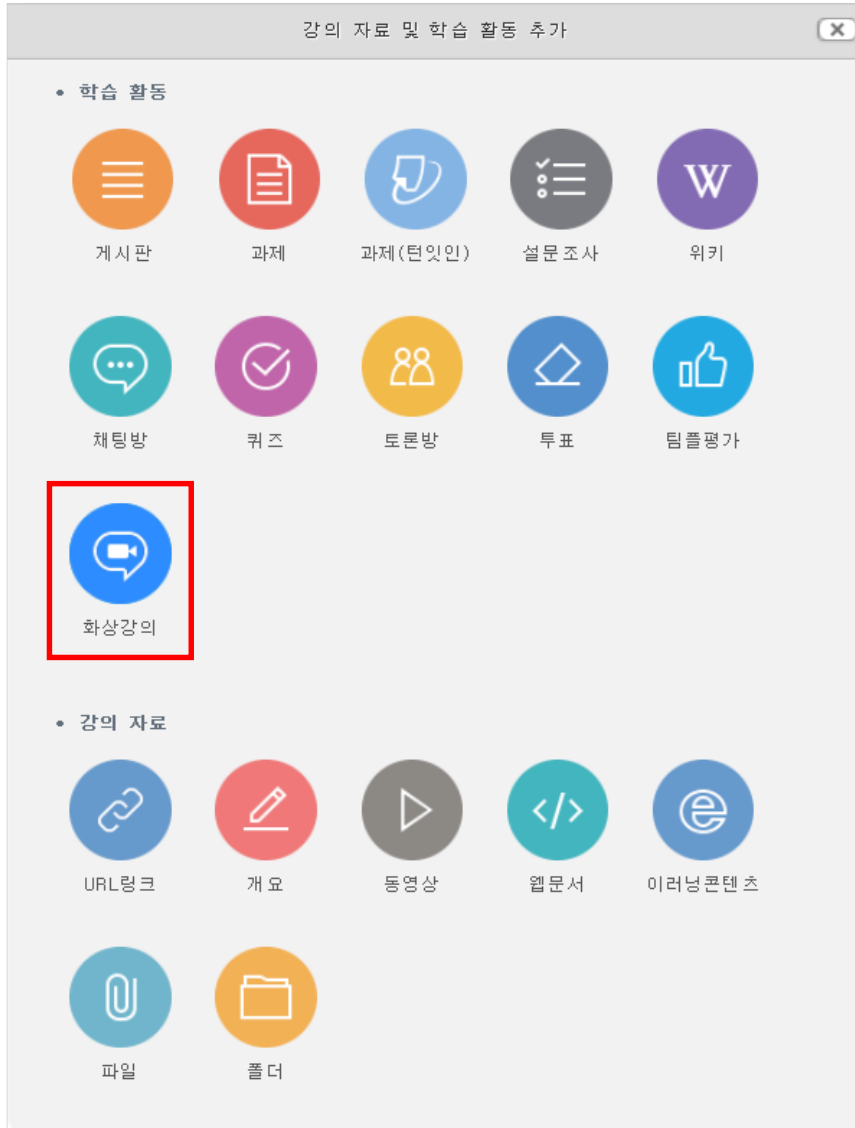 강의 자료 및 학습 활동 추가
• 학습 활동
게시판 과제 과제(턴잇인) 설문조사 위키
채팅방 퀴즈 토론방 투표 팀플평가
화상강의
• 강의 자료
URL링크 개요 동영상 웹문서 이러닝콘텐츠
파일 폴더